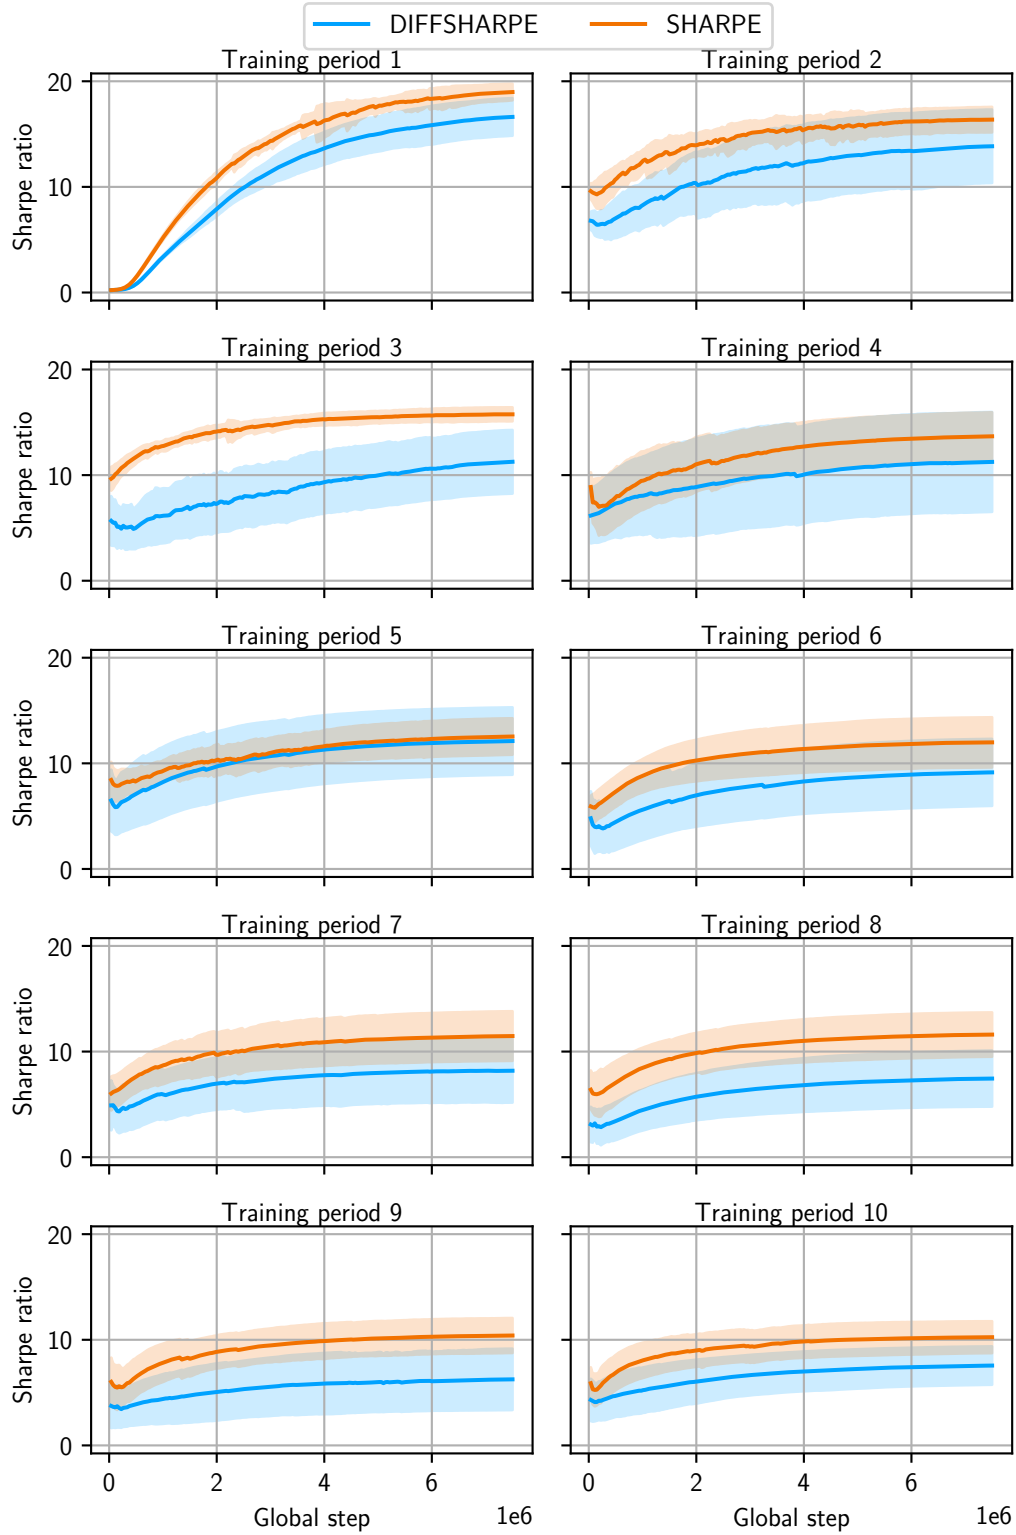 DIFFSHARPE SHARPE
Training period 1
Training period 2
20
10
0
Sharpe ratio
Training period 3
Training period 4
20
10
0
Sharpe ratio
Training period 5
Training period 6
20
10
0
Sharpe ratio
Training period 7
Training period 8
20
10
0
Sharpe ratio
Training period 9
Training period 10
20
10
0
Sharpe ratio
0 2 4 6
0 2 4 6
Global step 1e6
Global step 1e6